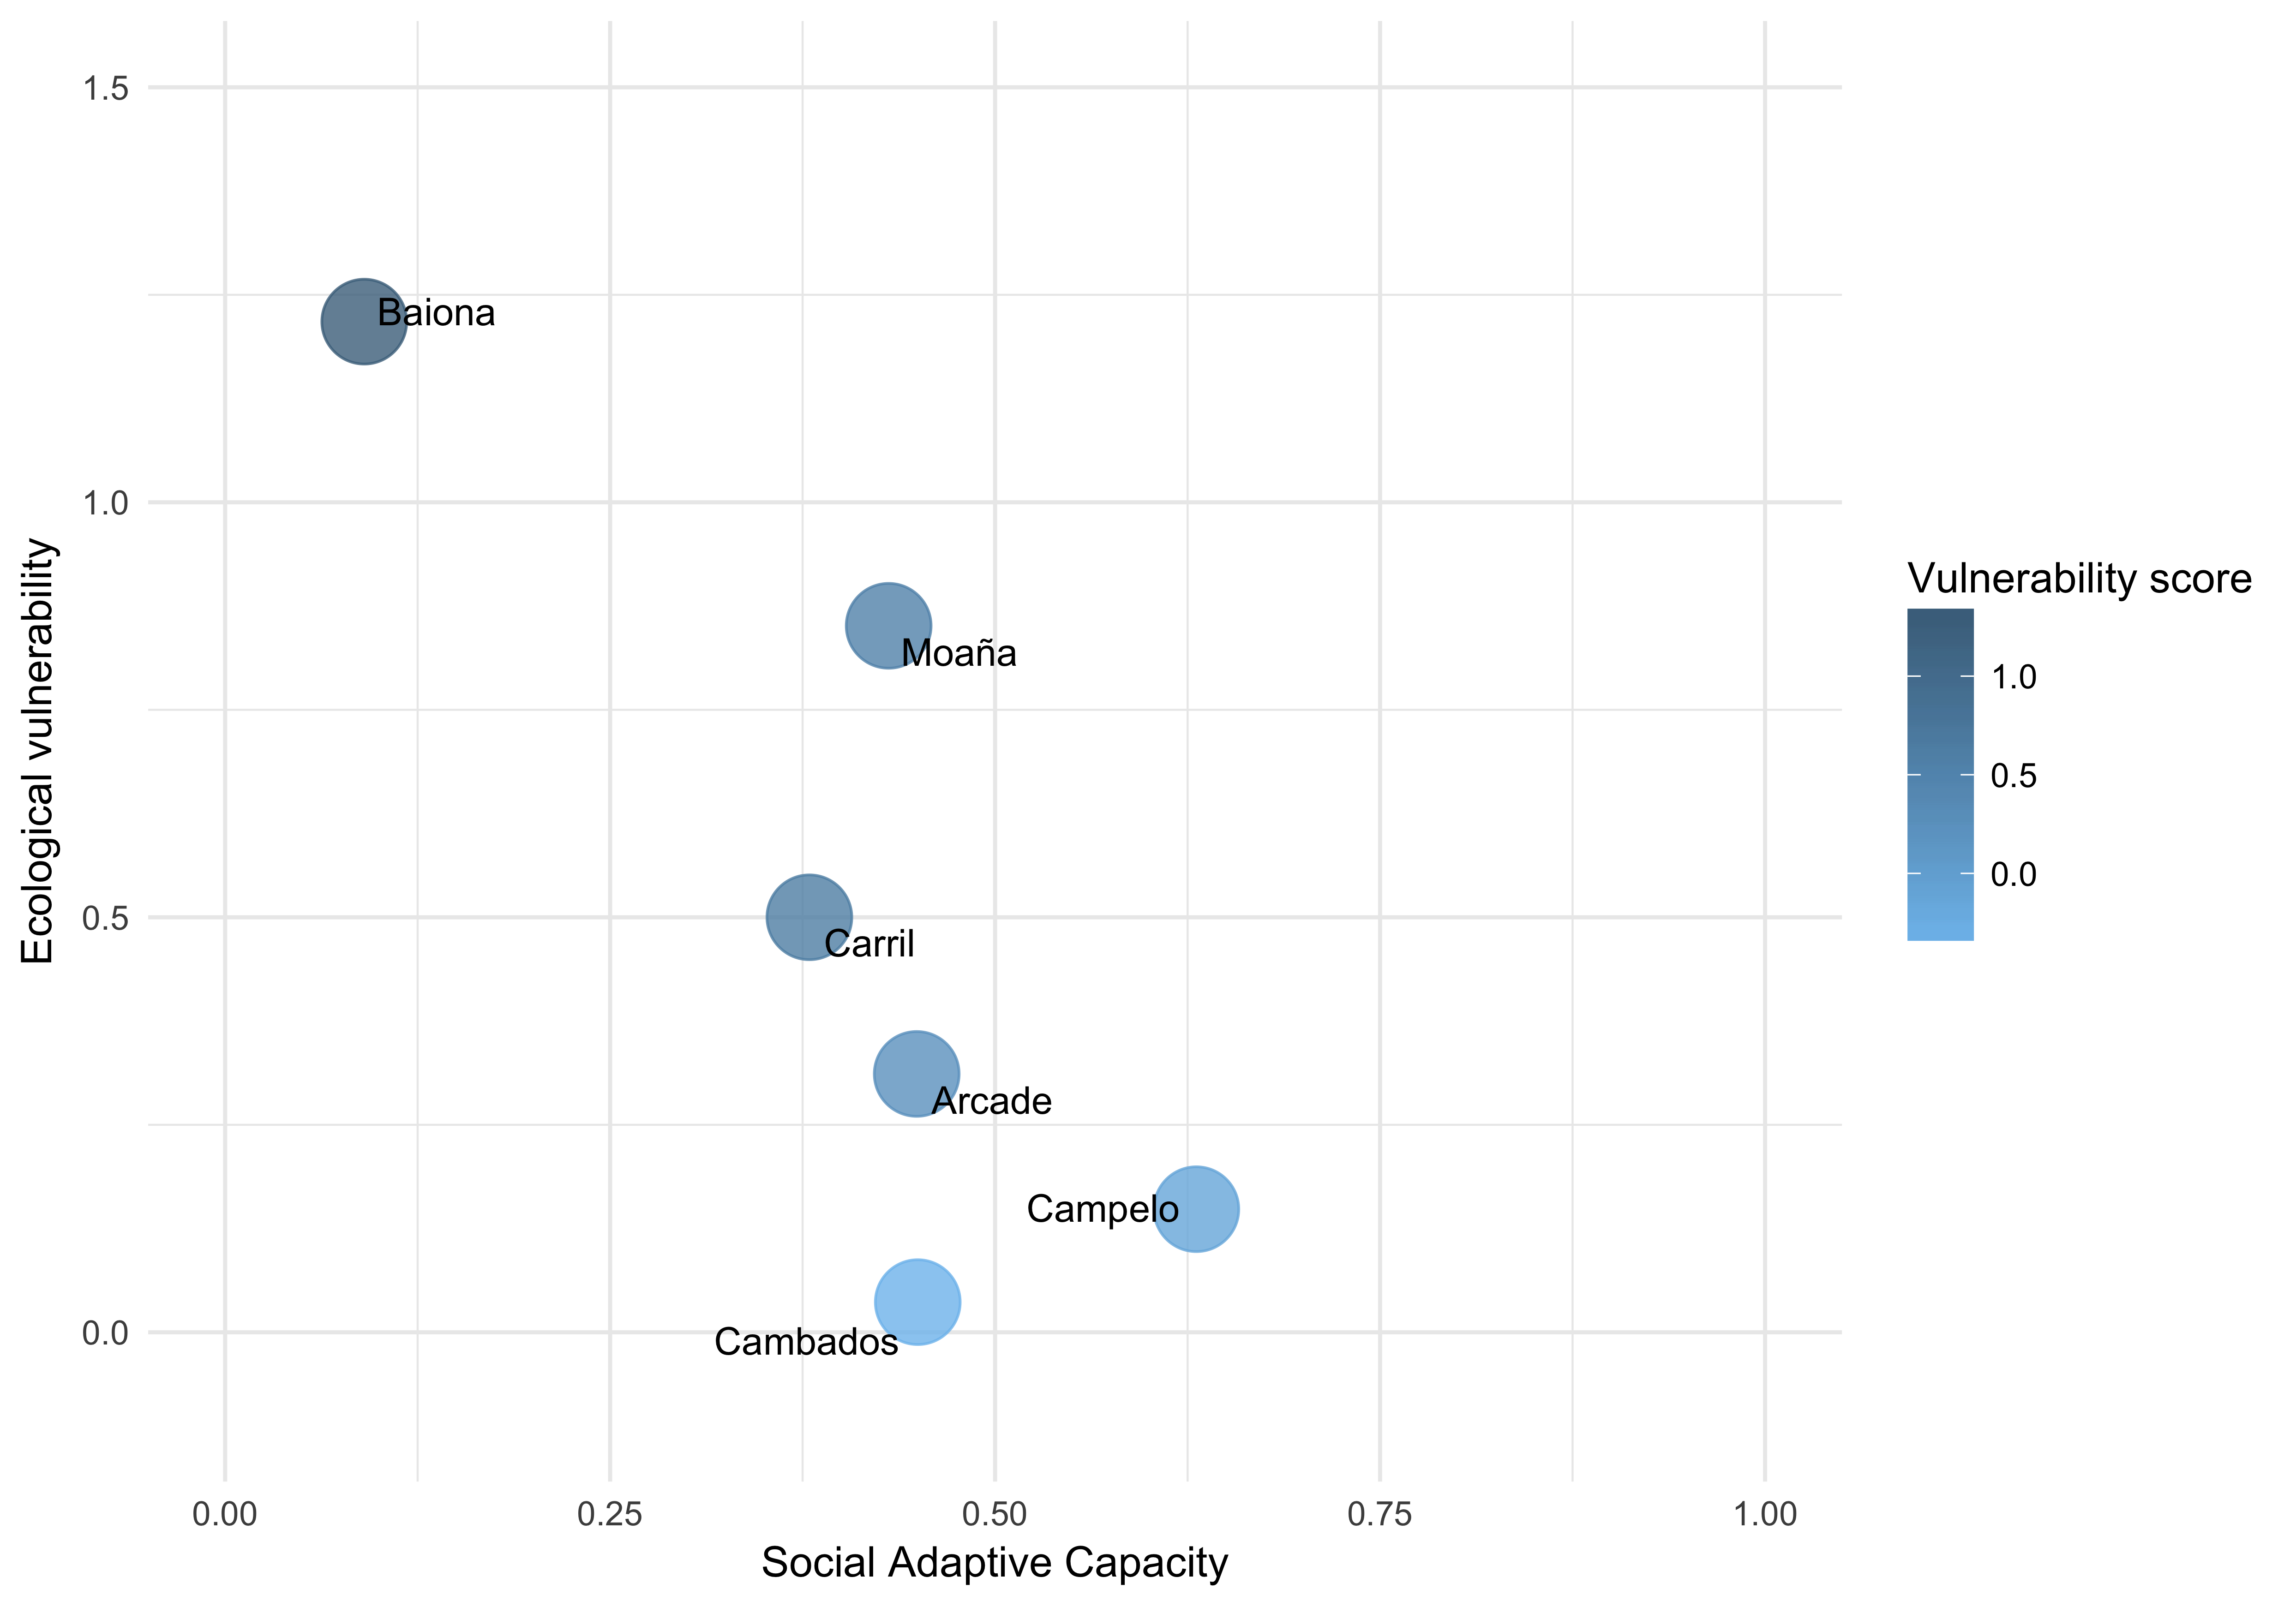 1.5
Baiona
1.0
Moaña
Ecological vulnerability
0.5
Carril
Arcade
Campelo
Cambados
0.0
0.00
0.25
0.50
0.75
1.00
Social Adaptive Capacity
Vulnerability score
1.0
0.5
0.0